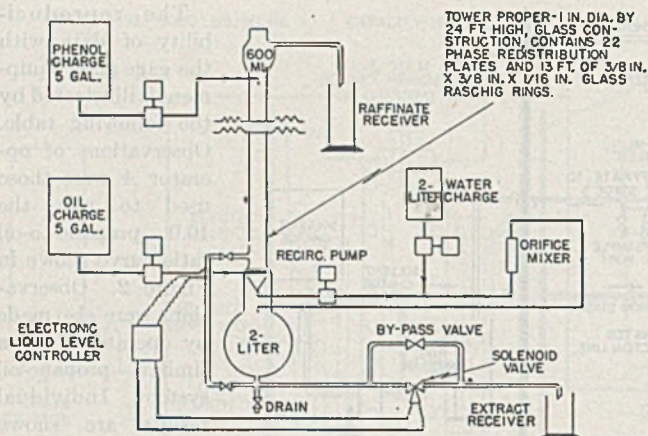 TOWER PROPER-1 IN. DIA. BY
24 FT. HIGH, GLASS CON-
STRUCTION, CONTAINS 22
PHASE REDISTRIBUTION
PLATES AND 13 FT. OF 3/8 IN.
X 3/8 IN. X 1/16 IN. GLASS
RASCHIG RINGS.
PHENOL
CHARGE
5 GAL.
600
ML
RAFFINATE
RECEIVER
OIL
CHARGE
5 GAL.
2-
LITER
WATER
CHARGE
RECIRC. PUMP
ORIFICE
MIXER
ELECTRONIC
LIQUID LEVEL
CONTROLLER
2-
LITER
BY-PASS VALVE
SOLENOID
VALVE
DRAIN
EXTRACT
RECEIVER